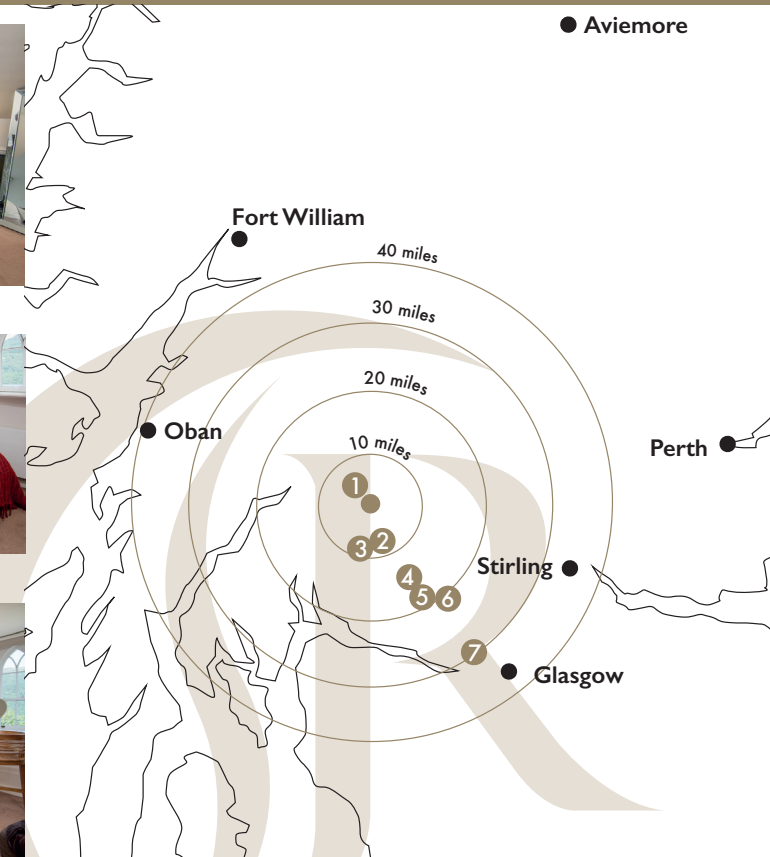 Aviemore
Fort William
40 miles
30 miles
20 miles
Oban
10 miles
Perth
1
2
3
Stirling
4
5
6
7
Glasgow